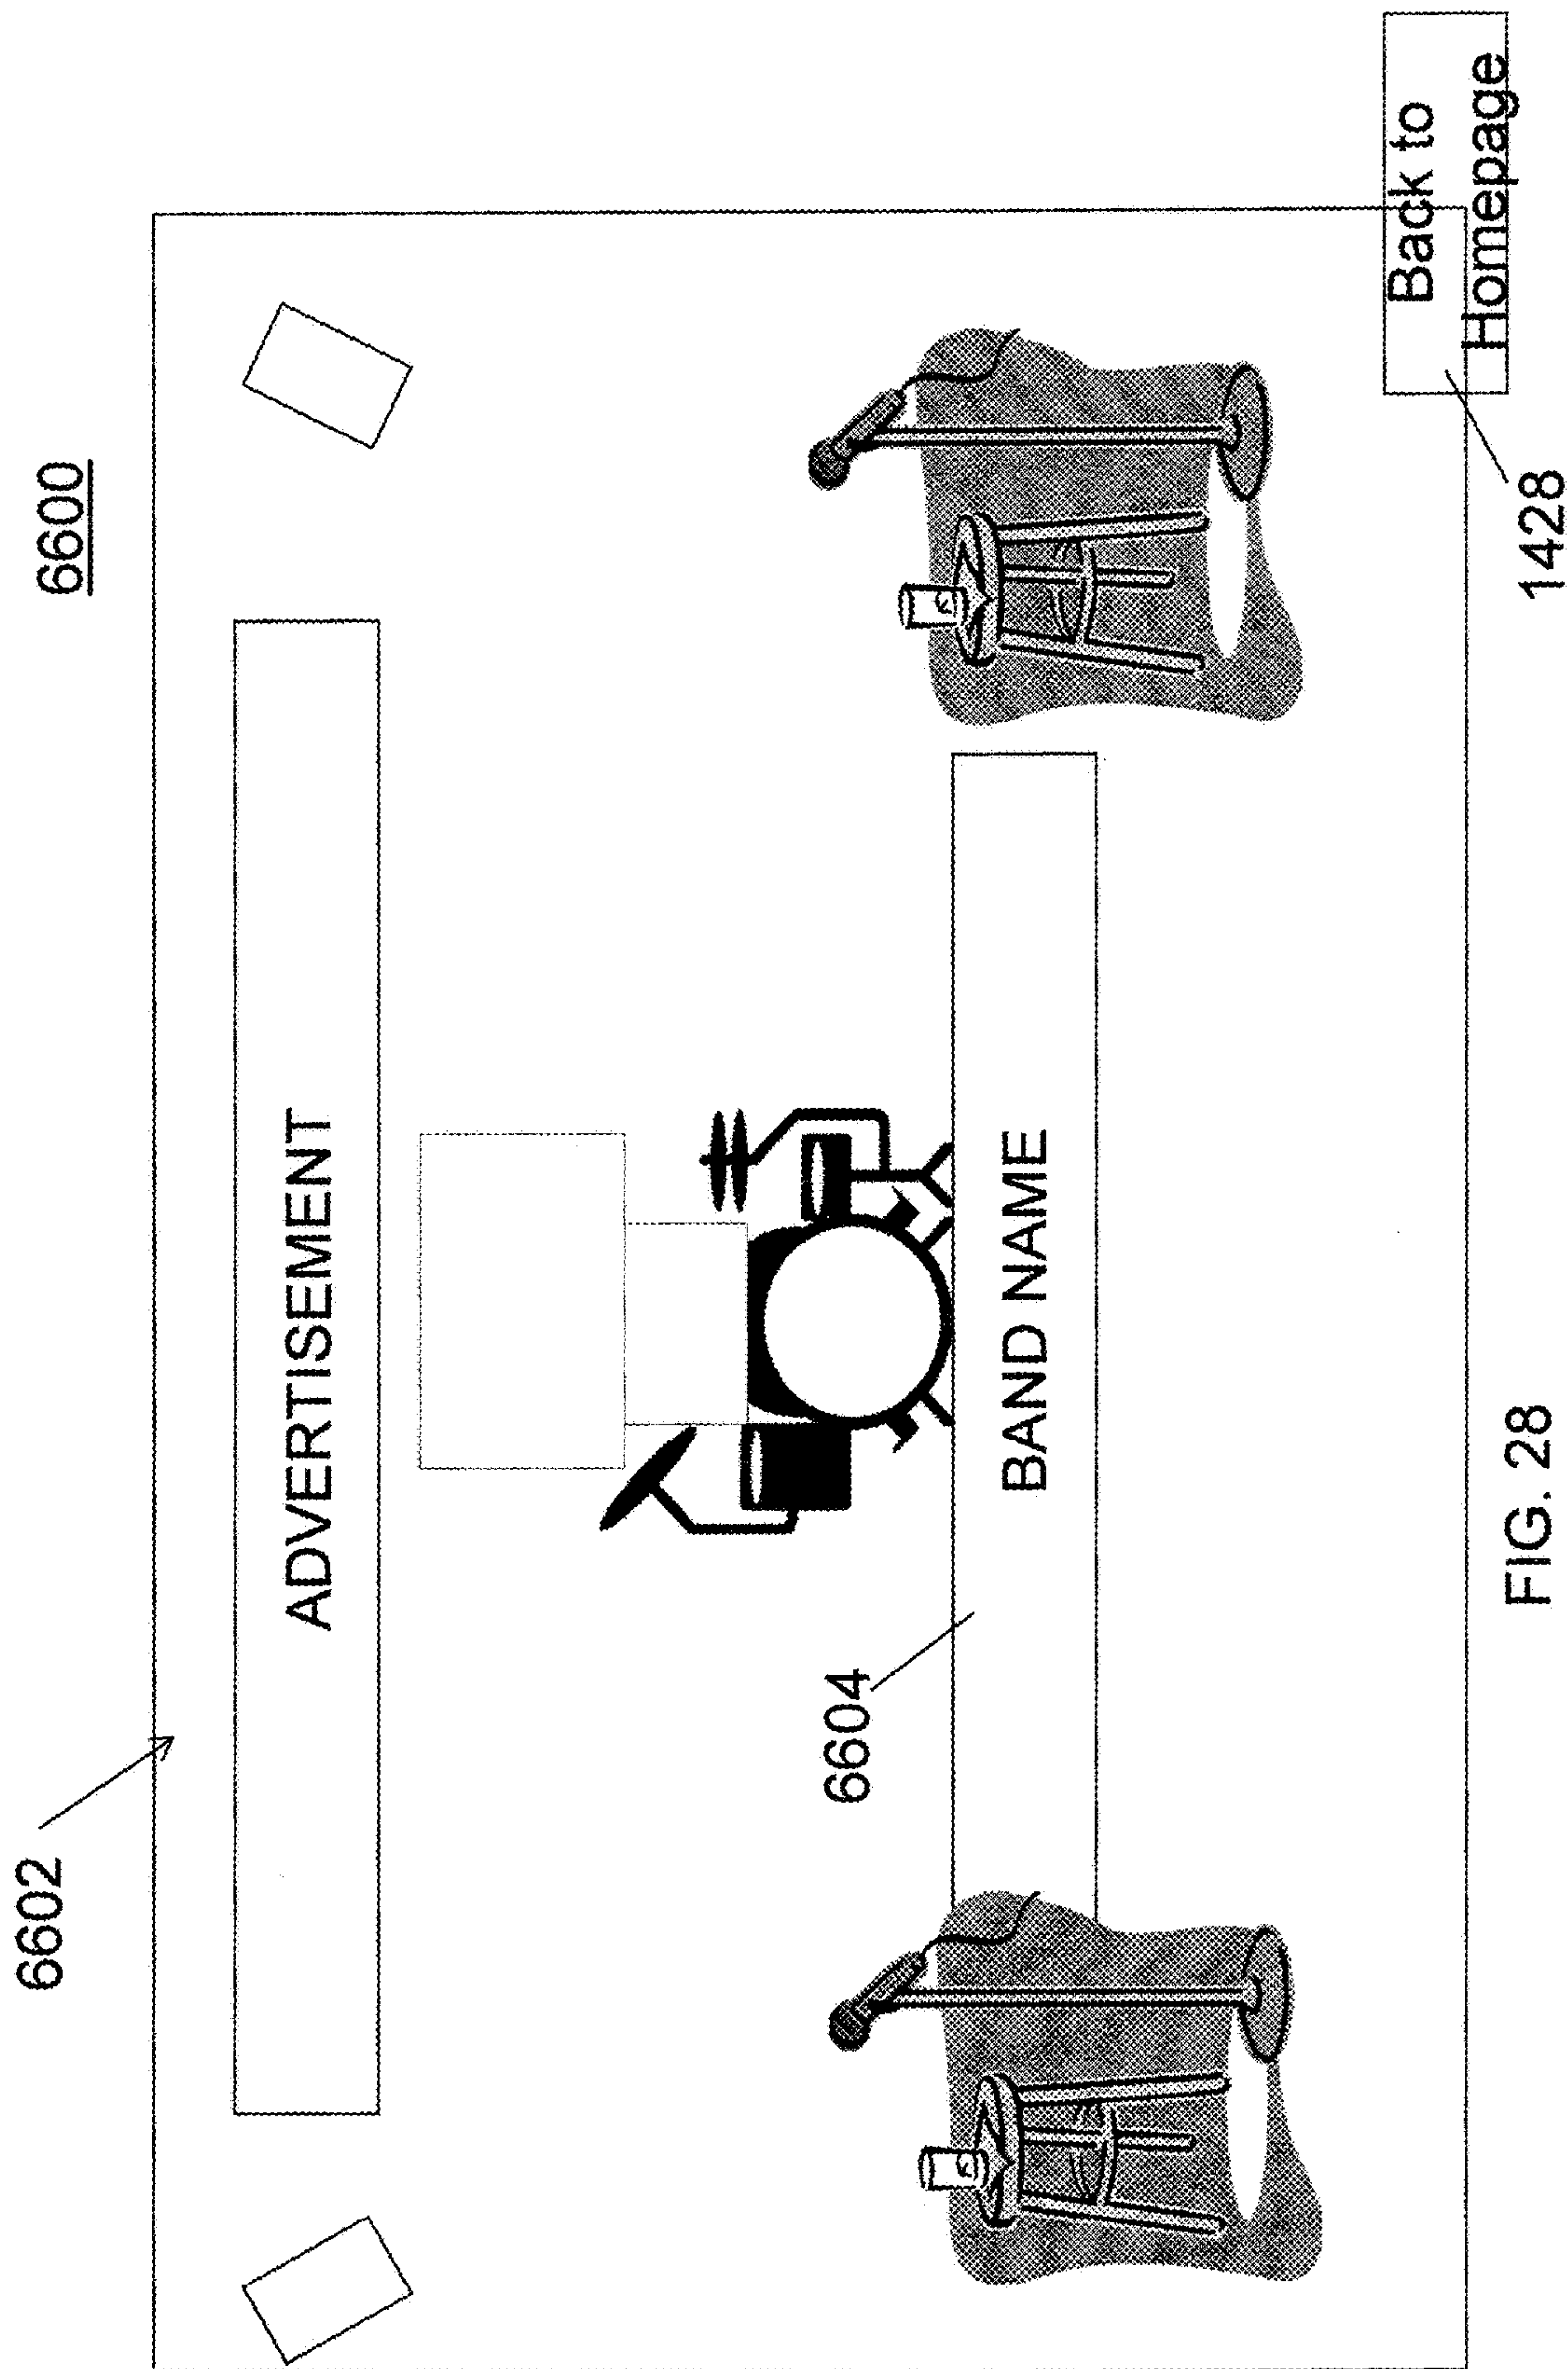 6600
6602
ADVERTISEMENT
6604
BAND NAME
Back to
Homepage
1428
FIG. 28